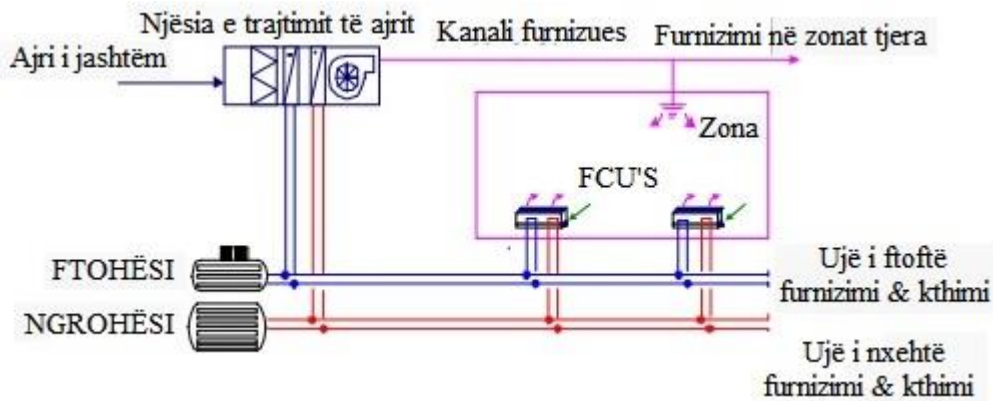 Njësia e trajtimit të ajrit
Kanali furnizues
Furnizimi në zonat tjera
Ajri i jashtëm
Zona
FCU'S
FTOHËSI
Ujë i ftoftë
furnizimi & kthimi
NGROHËSI
Ujë i nxehtë
furnizimi & kthimi